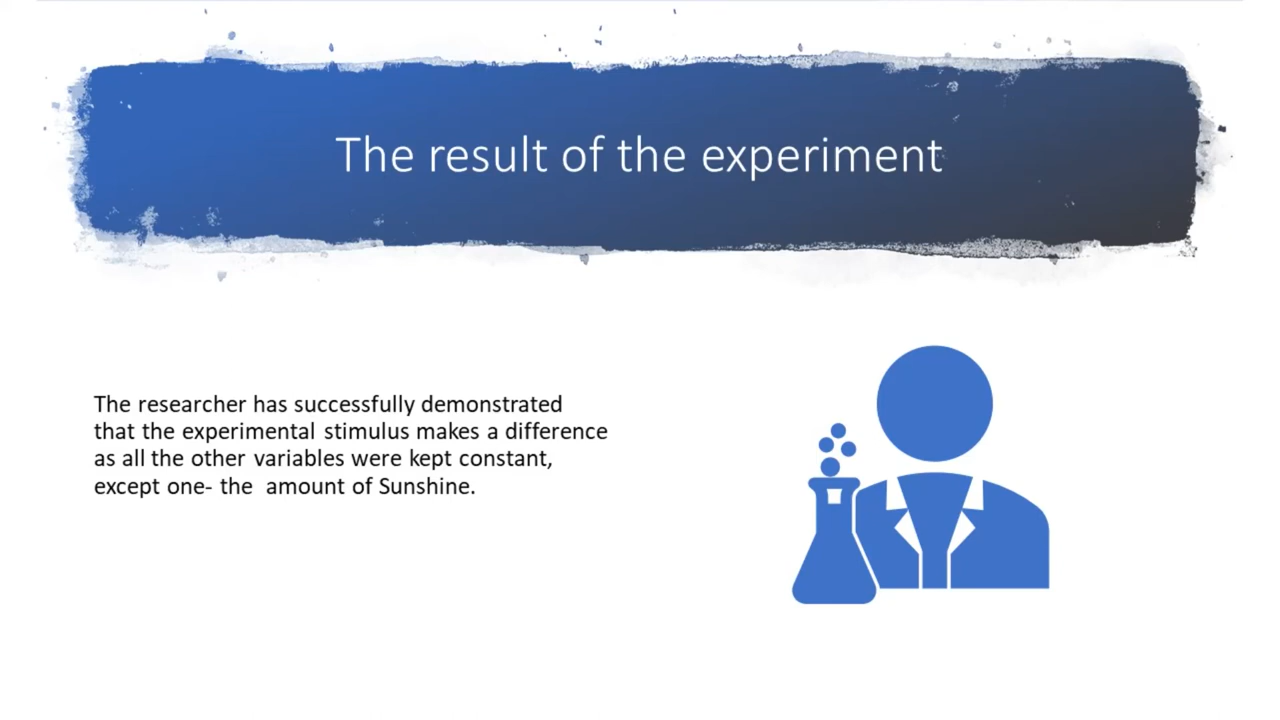 The result of the experiment
The researcher has successfully demonstrated
that the experimental stimulus makes a difference
as all the other variables were kept constant,
except one- the  amount of Sunshine.